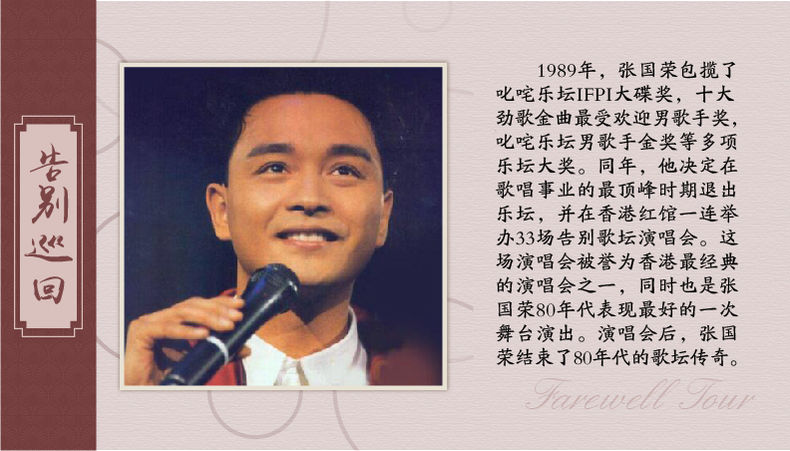 告别巡回
1989年，张国荣包揽了
叱咤乐坛IFPI大碟奖，十大
劲歌金曲最受欢迎男歌手奖，
叱咤乐坛男歌手金奖等多项
乐坛大奖。同年，他决定在
歌唱事业的最顶峰时期退出
乐坛，并在香港红馆一连举
办33场告别歌坛演唱会。这
场演唱会被誉为香港最经典
的演唱会之一，同时也是张
国荣80年代表现最好的一次
舞台演出。演唱会后，张国
荣结束了80年代的歌坛传奇。
Farewell Tour